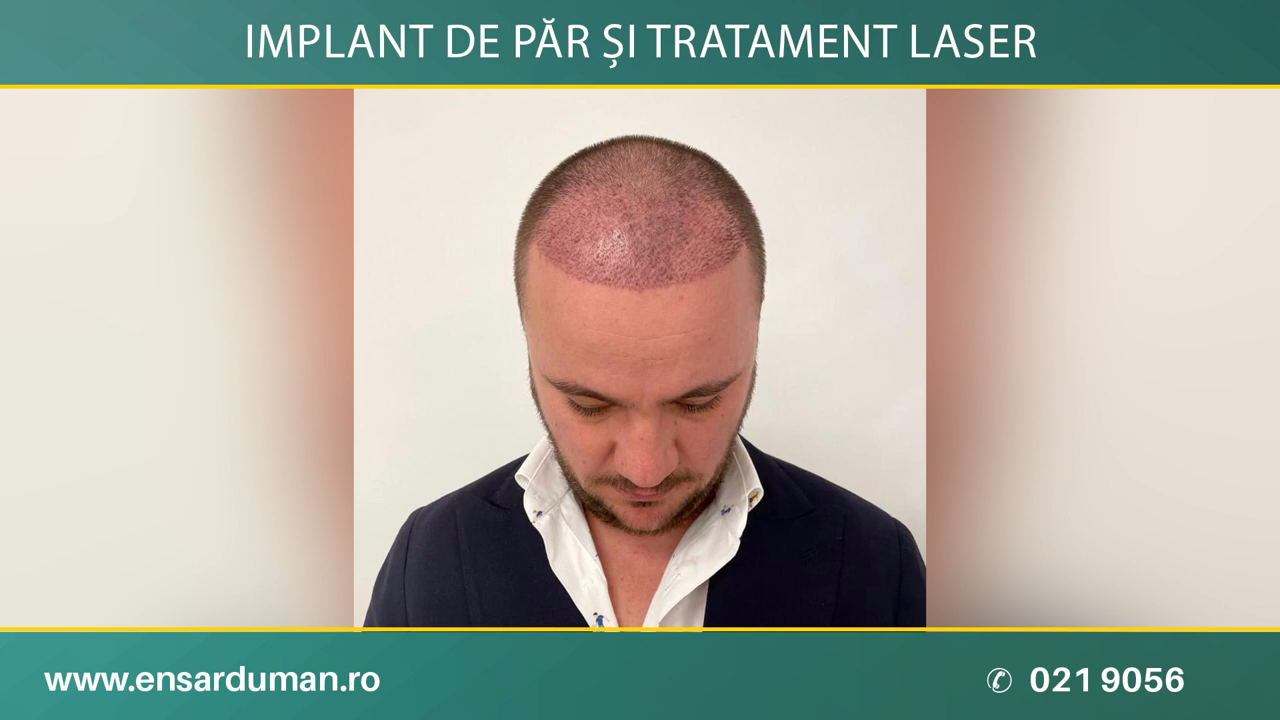 IMPLANT DE PĂR ȘI TRATAMENT LASER
www.ensarduman.ro
✆ 021 9056